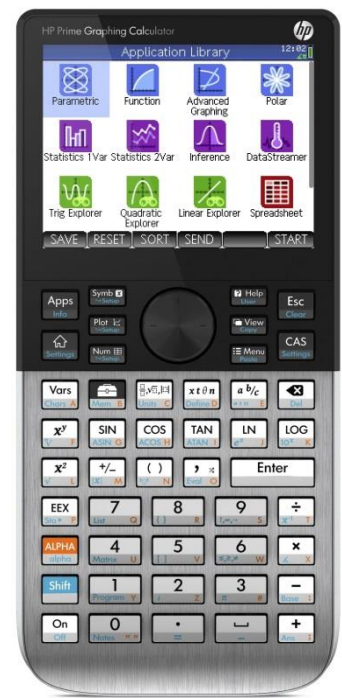 HP Prime Graphing Calculator
hp
Application Library 12:02
Parametric Function Advanced Graphing Polar
Statistics 1Var Statistics 2Var Inference DataStreamer
Trig Explorer Quadratic Explorer Linear Explorer Spreadsheet
SAVE RESET SORT SEND START
Apps Info Symb Setup Help User Esc Clear
Plot Setup View Copy
Settings Num Setup Menu Paste CAS Settings
Vars Chars A Mem B Units C x t θ n Define D a b/c E Del
xʸ F SIN ASIN G COS ACOS H TAN ATAN I LN eˣ J LOG 10ˣ K
x² L +/- |x| M ( ) N , Eval O Enter
EEX Sto P 7 List Q 8 { } R 9 S ÷ x⁻¹ T
ALPHA alpha 4 Matrix U 5 [ ] V 6 W × X
Shift 1 Program Y 2 Z 3 # − Base
On Off 0 Notes " " . = _ + Ans